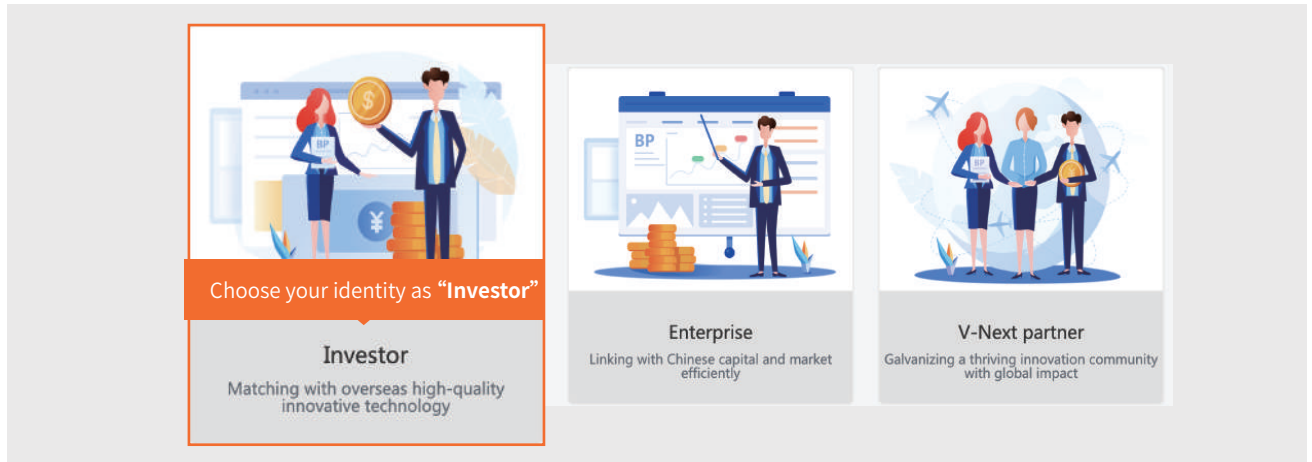 BP
$
¥
Choose your identity as “Investor”
Investor
Matching with overseas high-quality
innovative technology
BP
Enterprise
Linking with Chinese capital and market
efficiently
BP
V-Next partner
Galvanizing a thriving innovation community
with global impact